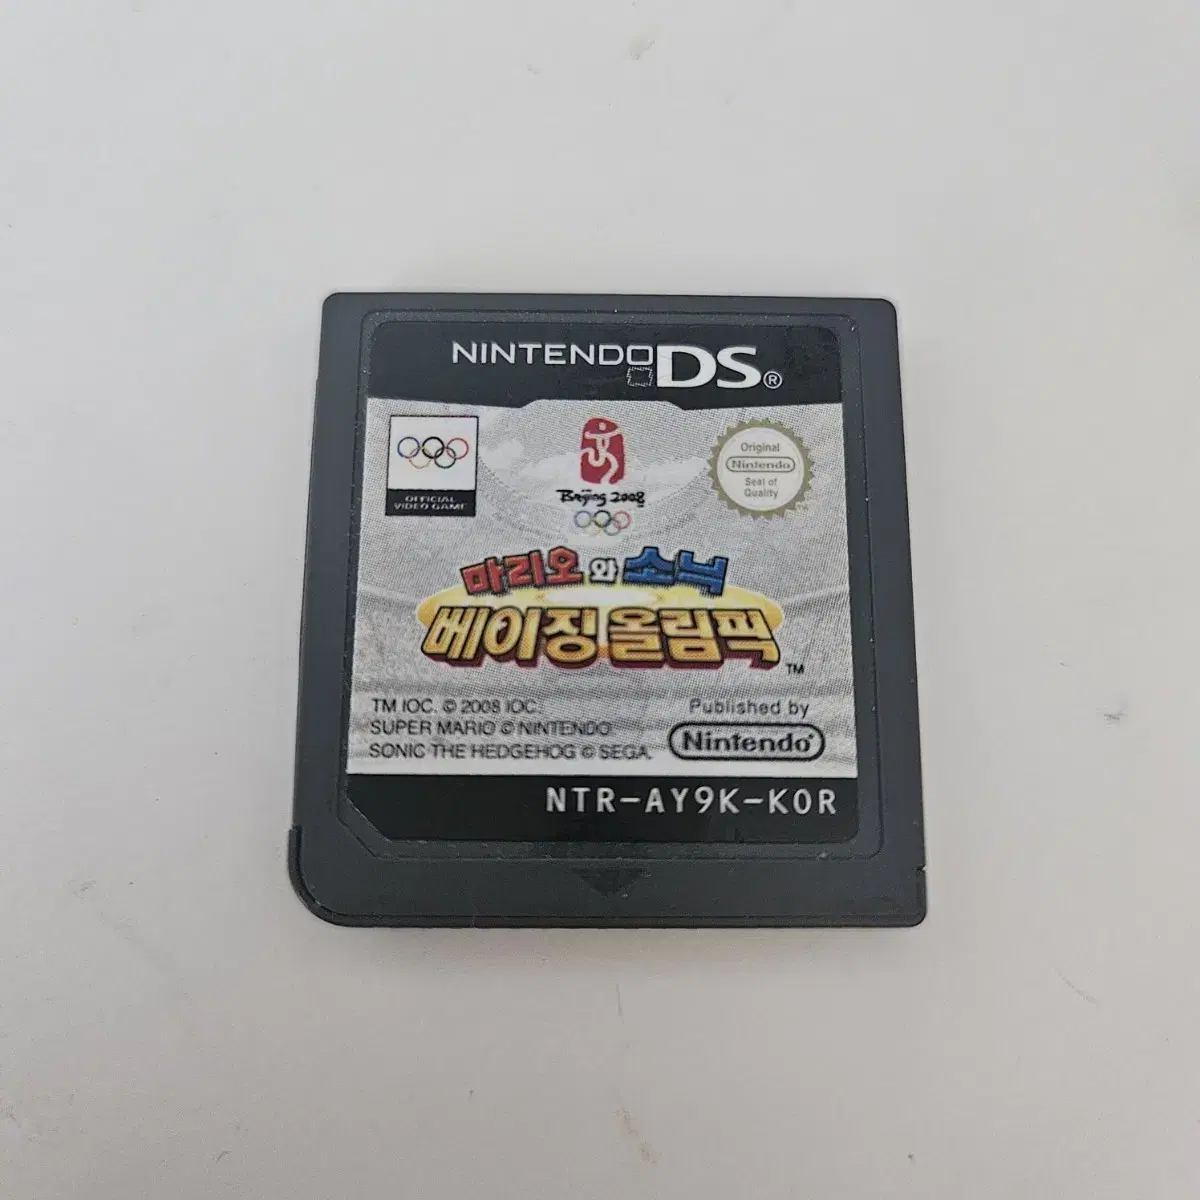 NINTENDO DS®
OFFICIAL
VIDEO GAME
Beijing 2008
Original
Nintendo
Seal of
Quality
마리오와 소닉
베이징올림픽™
TM IOC. © 2008 IOC.
SUPER MARIO © NINTENDO.
SONIC THE HEDGEHOG © SEGA.
Published by
Nintendo®
NTR-AY9K-KOR